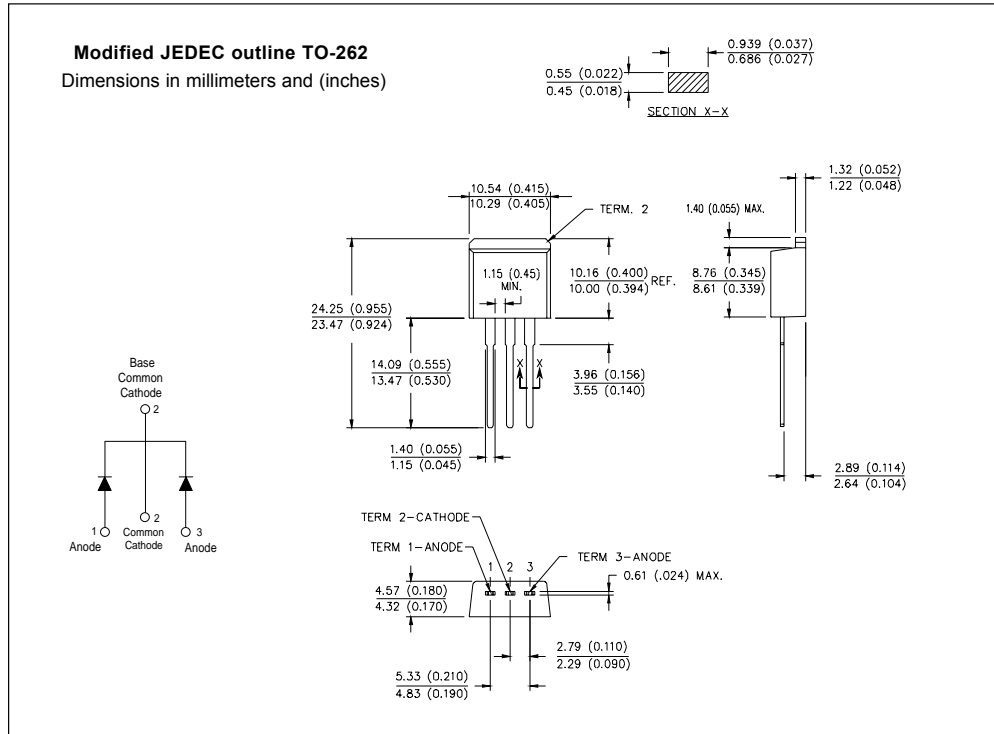 Modified JEDEC outline TO-262
Dimensions in millimeters and (inches)
0.939 (0.037)
0.686 (0.027)
0.55 (0.022)
0.45 (0.018)
SECTION X-X
1.32 (0.052)
1.22 (0.048)
10.54 (0.415)
10.29 (0.405)
TERM. 2
1.40 (0.055) MAX.
1.15 (0.45)
MIN.
10.16 (0.400)
10.00 (0.394)
REF.
8.76 (0.345)
8.61 (0.339)
24.25 (0.955)
23.47 (0.924)
14.09 (0.555)
13.47 (0.530)
X X
3.96 (0.156)
3.55 (0.140)
1.40 (0.055)
1.15 (0.045)
2.89 (0.114)
2.64 (0.104)
Base
Common
Cathode
2
1
2
3
Anode
Common
Cathode
Anode
TERM 2-CATHODE
TERM 1-ANODE
TERM 3-ANODE
1 2 3
0.61 (.024) MAX.
4.57 (0.180)
4.32 (0.170)
2.79 (0.110)
2.29 (0.090)
5.33 (0.210)
4.83 (0.190)